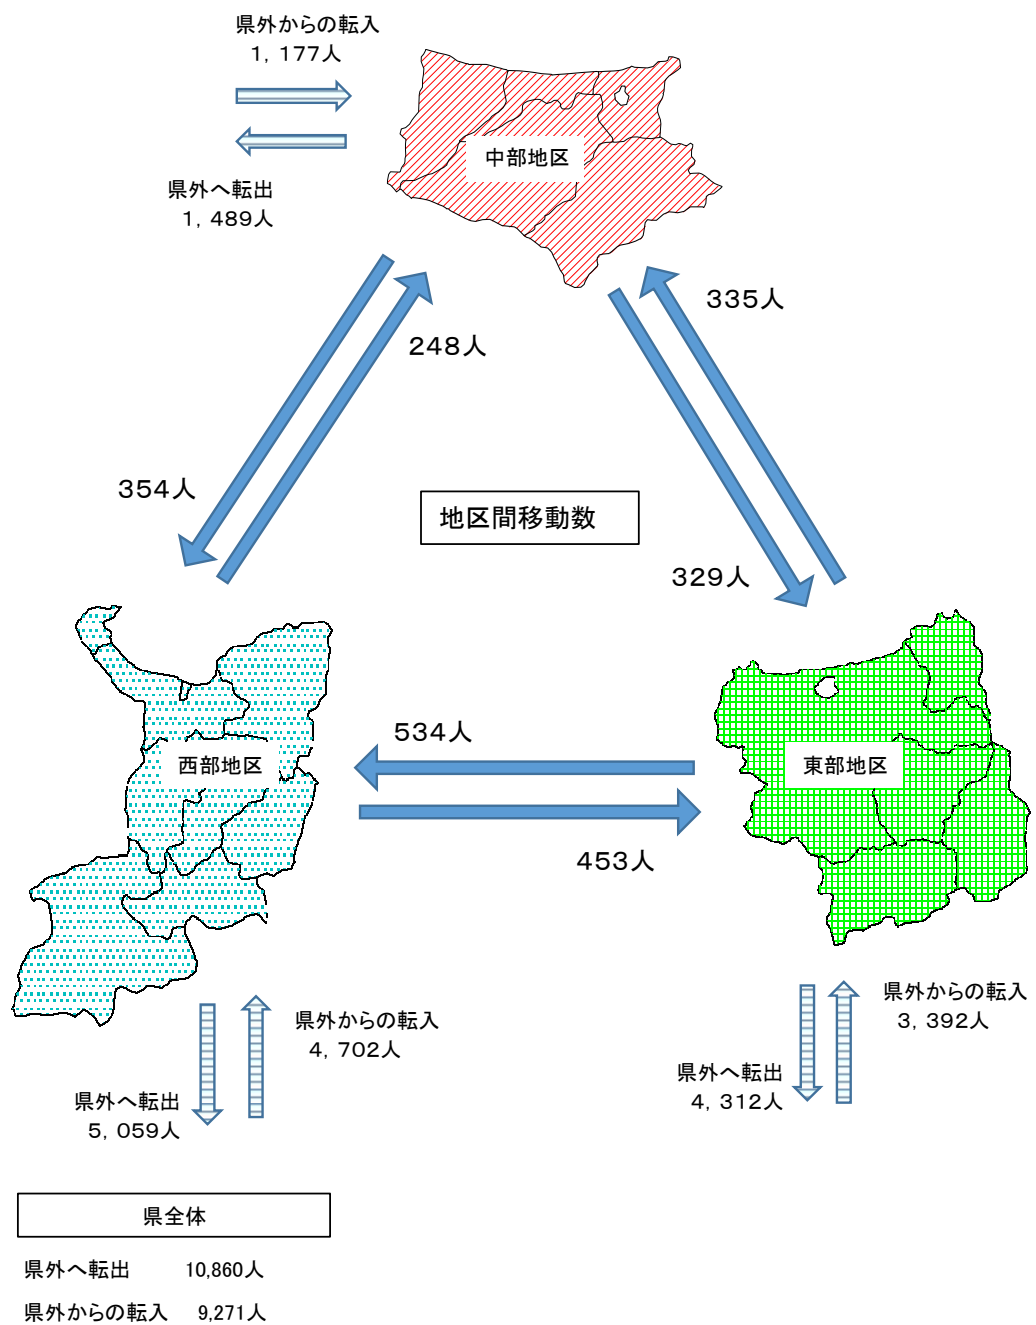 県外からの転入
1,177人
中部地区
県外へ転出
1,489人
335人
248人
354人
地区間移動数
329人
534人
西部地区
東部地区
453人
県外からの転入
3,392人
県外からの転入
4,702人
県外へ転出
4,312人
県外へ転出
5,059人
県全体
県外へ転出 10,860人
県外からの転入 9,271人